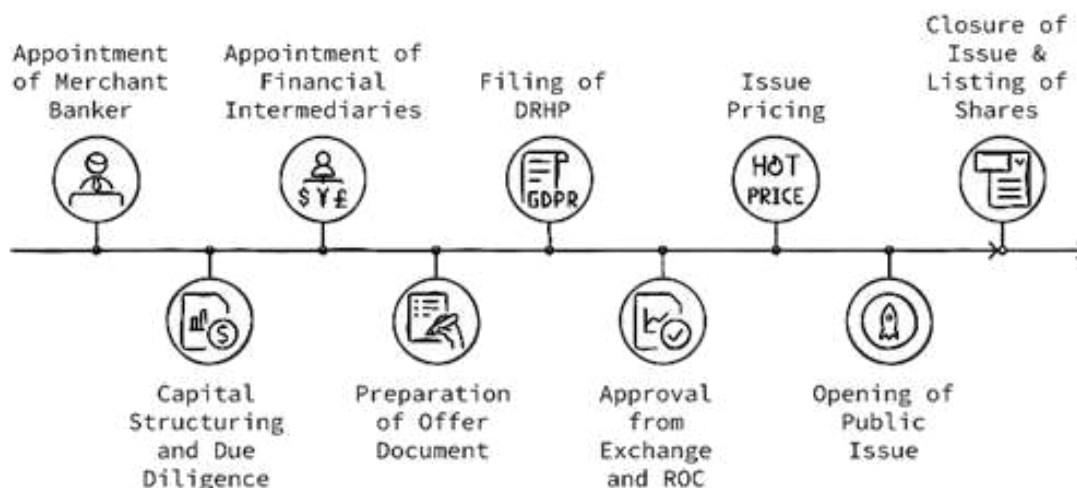 Appointment
of Merchant
Banker
Capital
Structuring
and Due
Diligence
Appointment of
Financial
Intermediaries
$ ¥ £
Preparation
of Offer
Document
Filing of
DRHP
GDPR
Approval
from
Exchange
and ROC
Issue
Pricing
HOT
PRICE
Opening of
Public
Issue
Closure of
Issue &
Listing of
Shares
$